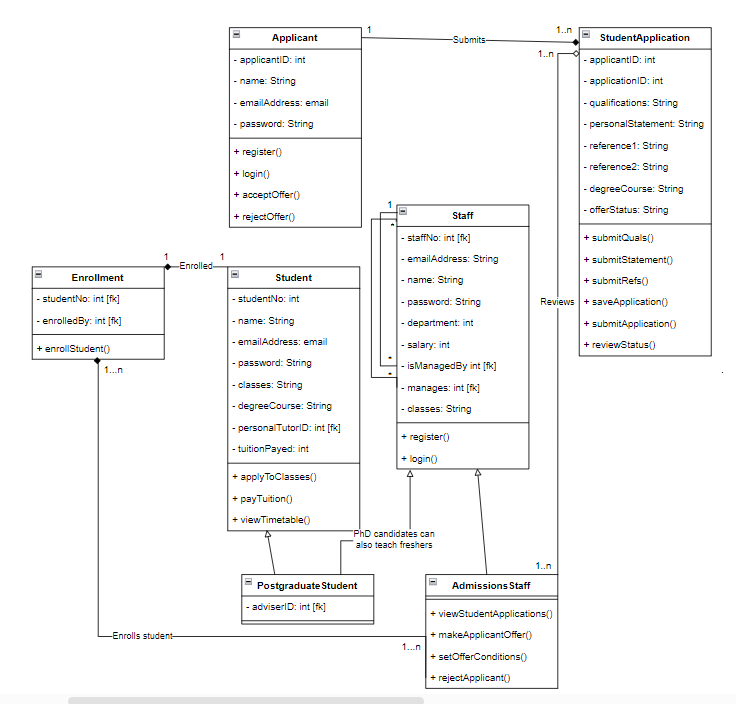 Applicant
- applicantID: int
- name: String
- emailAddress: email
- password: String
+ register()
+ login()
+ acceptOffer()
+ rejectOffer()
1
Submits
1..n
1..n
StudentApplication
- applicantID: int
- applicationID: int
- qualifications: String
- personalStatement: String
- reference1: String
- reference2: String
- degreeCourse: String
- offerStatus: String
+ submitQuals()
+ submitStatement()
+ submitRefs()
+ saveApplication()
+ submitApplication()
+ reviewStatus()
Reviews
1
*
Staff
- staffNo: int [fk]
- emailAddress: String
- name: String
- password: String
- department: int
- salary: int
- isManagedBy int [fk]
- manages: int [fk]
- classes: String
+ register()
+ login()
*
*
1
Enrolled
1
Enrollment
- studentNo: int [fk]
- enrolledBy: int [fk]
+ enrollStudent()
1...n
Student
- studentNo: int
- name: String
- emailAddress: email
- password: String
- classes: String
- degreeCourse: String
- personalTutorID: int [fk]
- tuitionPayed: int
+ applyToClasses()
+ payTuition()
+ viewTimetable()
PhD candidates can
also teach freshers
PostgraduateStudent
- adviserID: int [fk]
1..n
AdmissionsStaff
+ viewStudentApplications()
+ makeApplicantOffer()
+ setOfferConditions()
+ rejectApplicant()
Enrolls student
1...n